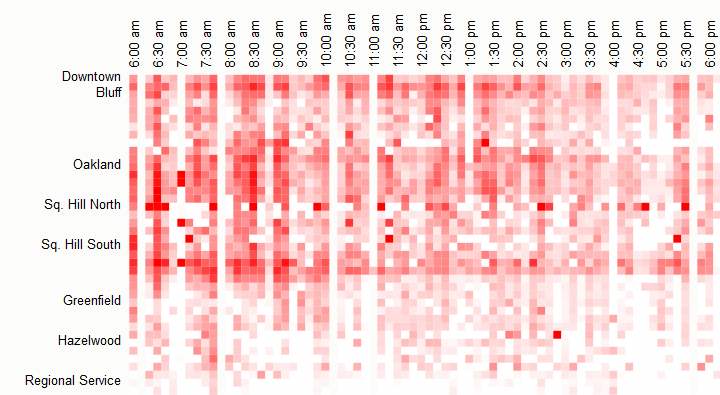 6:00 am
6:30 am
7:00 am
7:30 am
8:00 am
8:30 am
9:00 am
9:30 am
10:00 am
10:30 am
11:00 am
11:30 am
12:00 pm
12:30 pm
1:00 pm
1:30 pm
2:00 pm
2:30 pm
3:00 pm
3:30 pm
4:00 pm
4:30 pm
5:00 pm
5:30 pm
6:00 pm
Downtown
Bluff
Oakland
Sq. Hill North
Sq. Hill South
Greenfield
Hazelwood
Regional Service